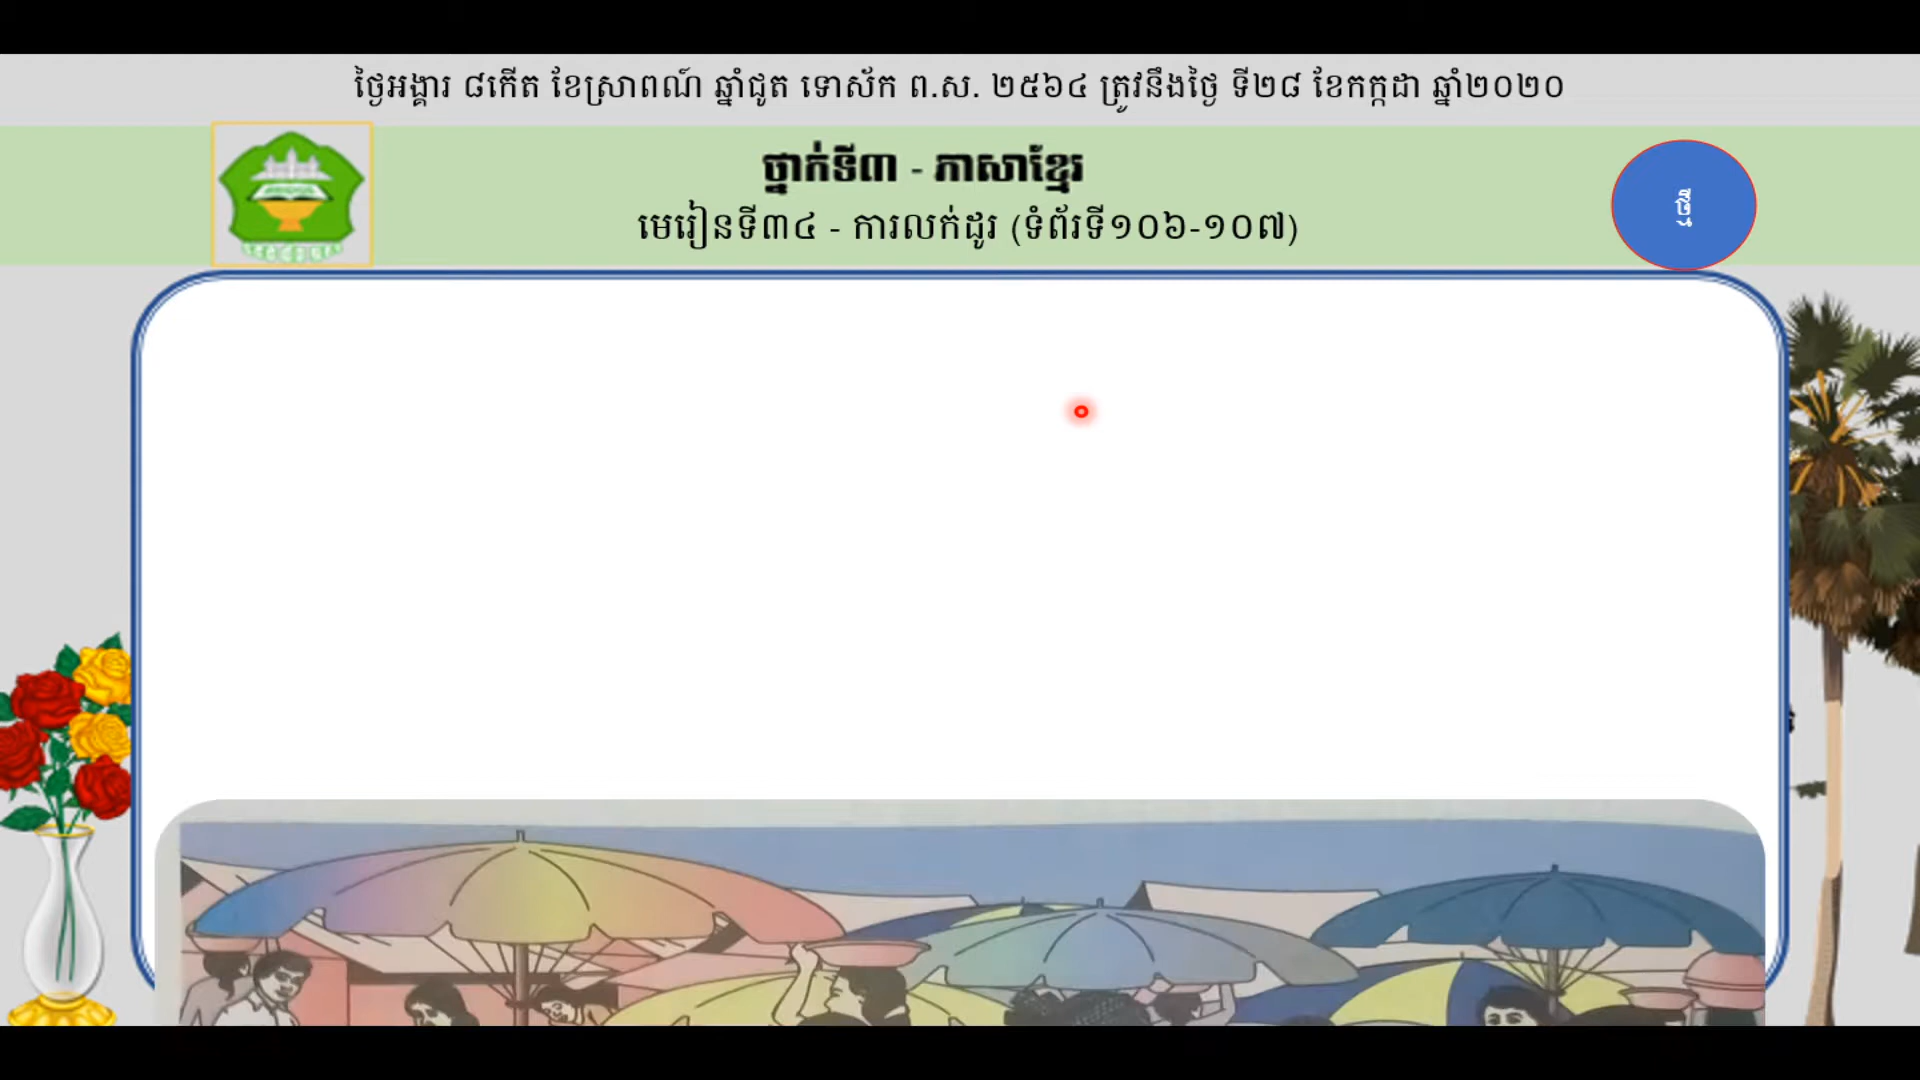 ថ្ងៃអង្គារ ៨កើត ខែស្រាពណ៍ ឆ្នាំជូត ទោស័ក ព.ស. ២៥៦៤ ត្រូវនឹងថ្ងៃ ទី២៨ ខែកក្កដា ឆ្នាំ២០២០
ថ្នាក់ទី៣ - ភាសាខ្មែរ
មេរៀនទី៣៤ - ការលក់ដូរ (ទំព័រទី១០៦-១០៧)
ថ្មី